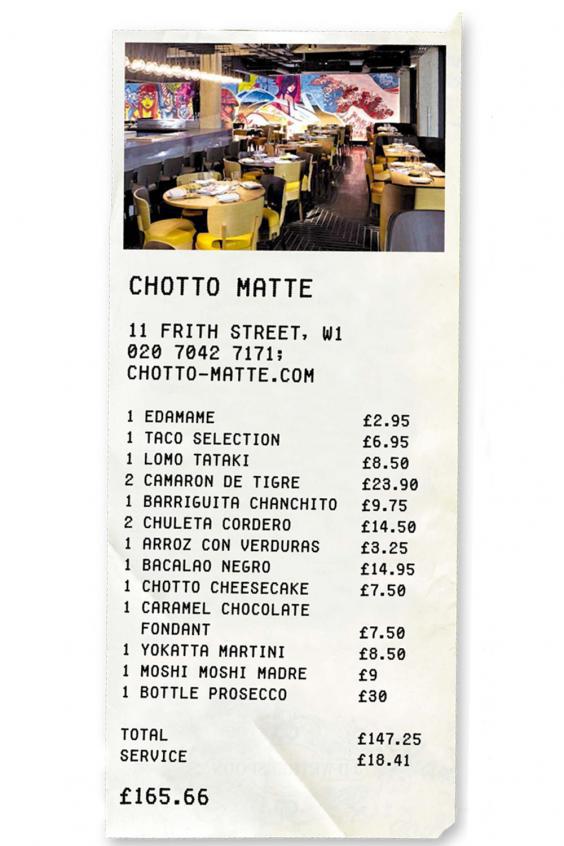 CHOTTO MATTE
11 FRITH STREET, W1
020 7042 7171;
CHOTTO-MATTE.COM
1 EDAMAME £2.95
1 TACO SELECTION £6.95
1 LOMO TATAKI £8.50
2 CAMARON DE TIGRE £23.90
1 BARRIGUITA CHANCHITO £9.75
2 CHULETA CORDERO £14.50
1 ARROZ CON VERDURAS £3.25
1 BACALAO NEGRO £14.95
1 CHOTTO CHEESECAKE £7.50
1 CARAMEL CHOCOLATE
FONDANT £7.50
1 YOKATTA MARTINI £8.50
1 MOSHI MOSHI MADRE £9
1 BOTTLE PROSECCO £30
TOTAL £147.25
SERVICE £18.41
£165.66